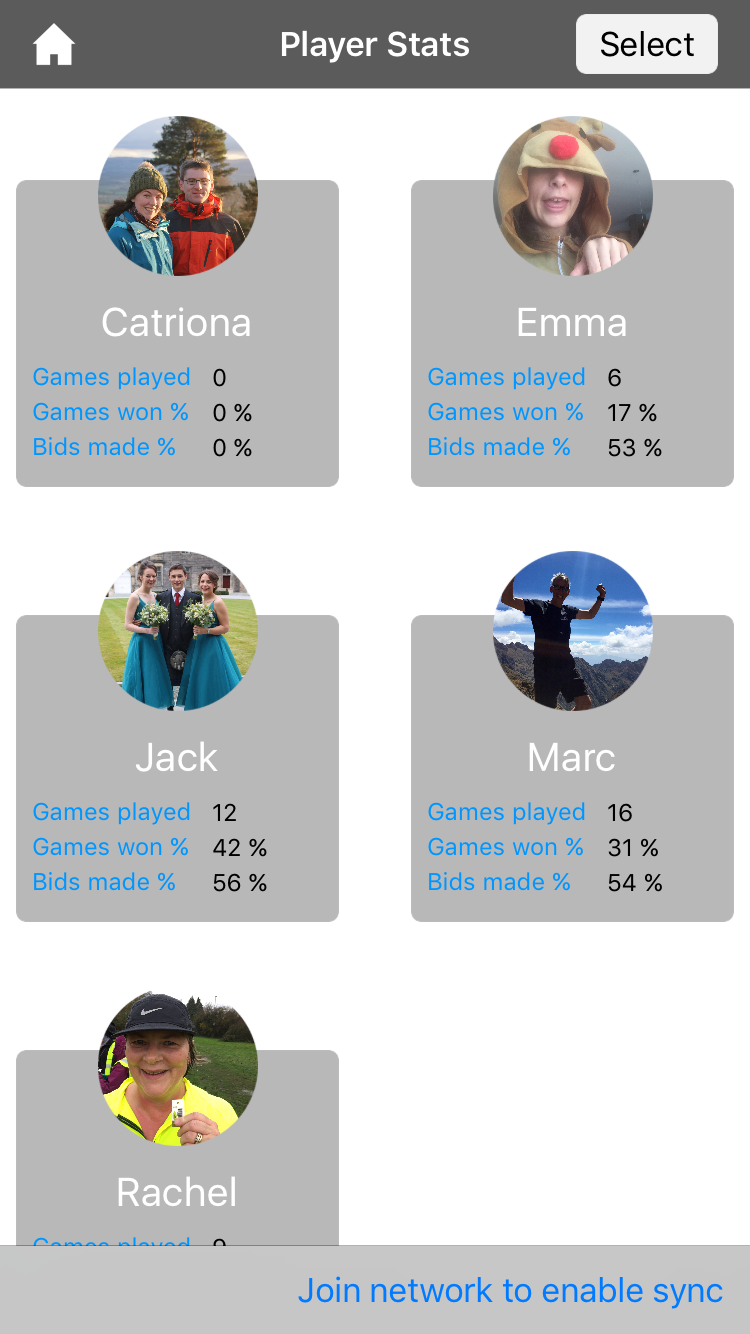 Player Stats
Select
Catriona
Games played 0
Games won % 0 %
Bids made % 0 %
Emma
Games played 6
Games won % 17 %
Bids made % 53 %
Jack
Games played 12
Games won % 42 %
Bids made % 56 %
Marc
Games played 16
Games won % 31 %
Bids made % 54 %
Rachel
Games played
Join network to enable sync